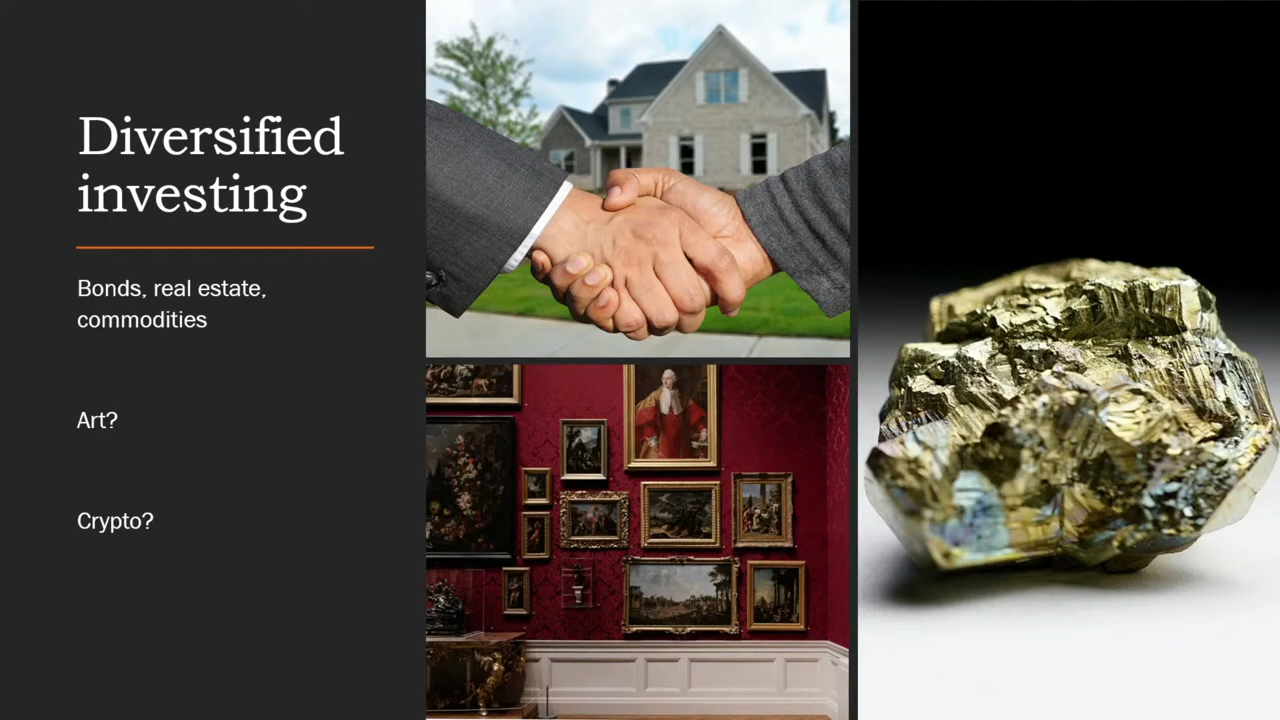 Diversified
investing
Bonds, real estate,
commodities
Art?
Crypto?